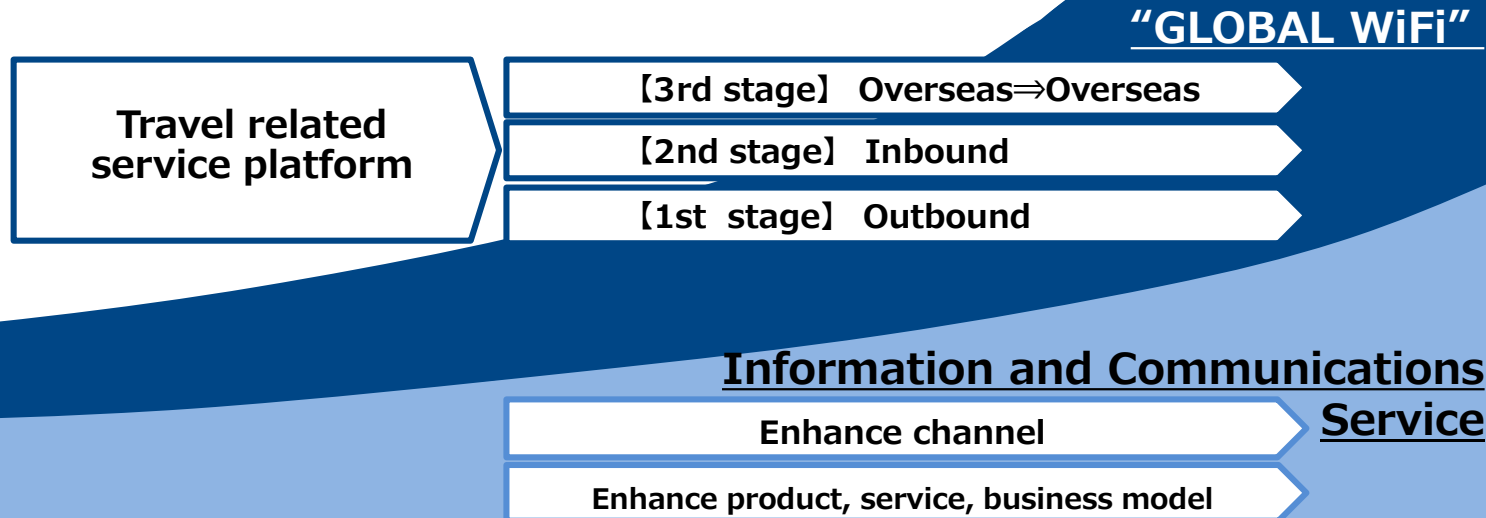 “GLOBAL WiFi”
Travel related
service platform
【3rd stage】 Overseas⇒Overseas
【2nd stage】 Inbound
【1st stage】 Outbound
Information and Communications
Service
Enhance channel
Enhance product, service, business model